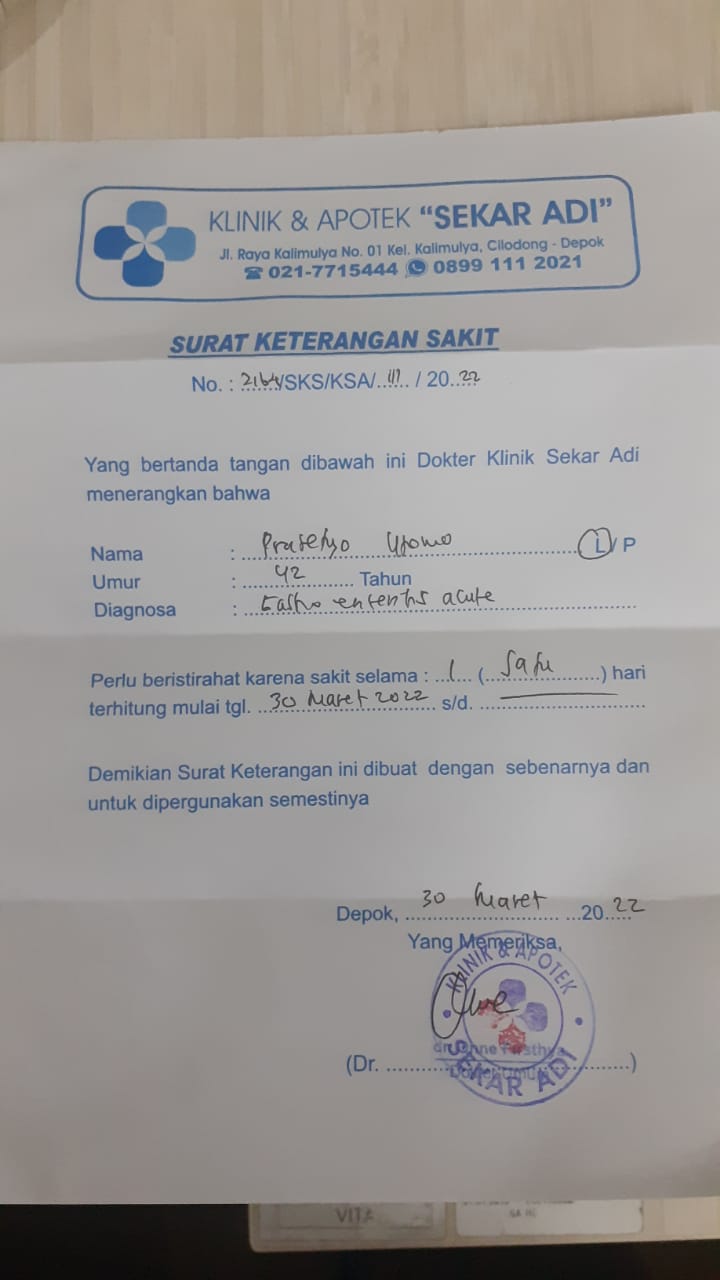 KLINIK & APOTEK "SEKAR ADI"
Jl. Raya Kalimulya No. 01 Kel. Kalimulya, Cilodong - Depok
021-7715444 0899 111 2021
SURAT KETERANGAN SAKIT
No. : 2164/SKS/KSA/ III / 20 22
Yang bertanda tangan dibawah ini Dokter Klinik Sekar Adi
menerangkan bahwa
Nama : Prasetyo Utomo L / P
Umur : 42 Tahun
Diagnosa : enteritis acute
Perlu beristirahat karena sakit selama : 1 ( Satu ) hari
terhitung mulai tgl. 30 Maret 2022 s/d.
Demikian Surat Keterangan ini dibuat dengan sebenarnya dan
untuk dipergunakan semestinya
Depok, 30 Maret 20 22
Yang Memeriksa,
KLINIK & APOTEK
SEKAR ADI
(Dr. )
VITA